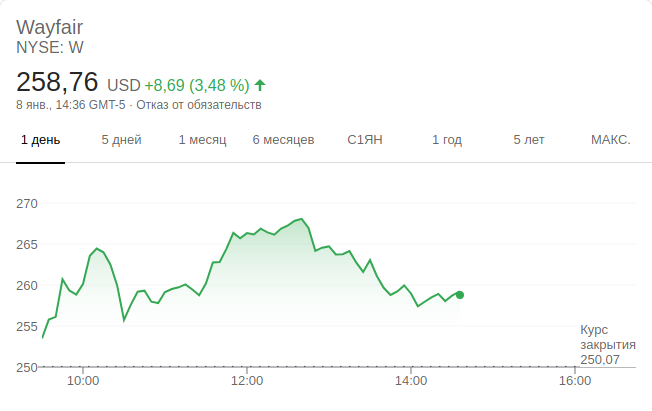 Wayfair
NYSE: W
258,76 USD +8,69 (3,48 %)
8 янв., 14:36 GMT-5 · Отказ от обязательств
1 день 5 дней 1 месяц 6 месяцев С1ЯН 1 год 5 лет МАКС.
270
265
260
255
Курс
закрытия
250,07
250
10:00 12:00 14:00 16:00